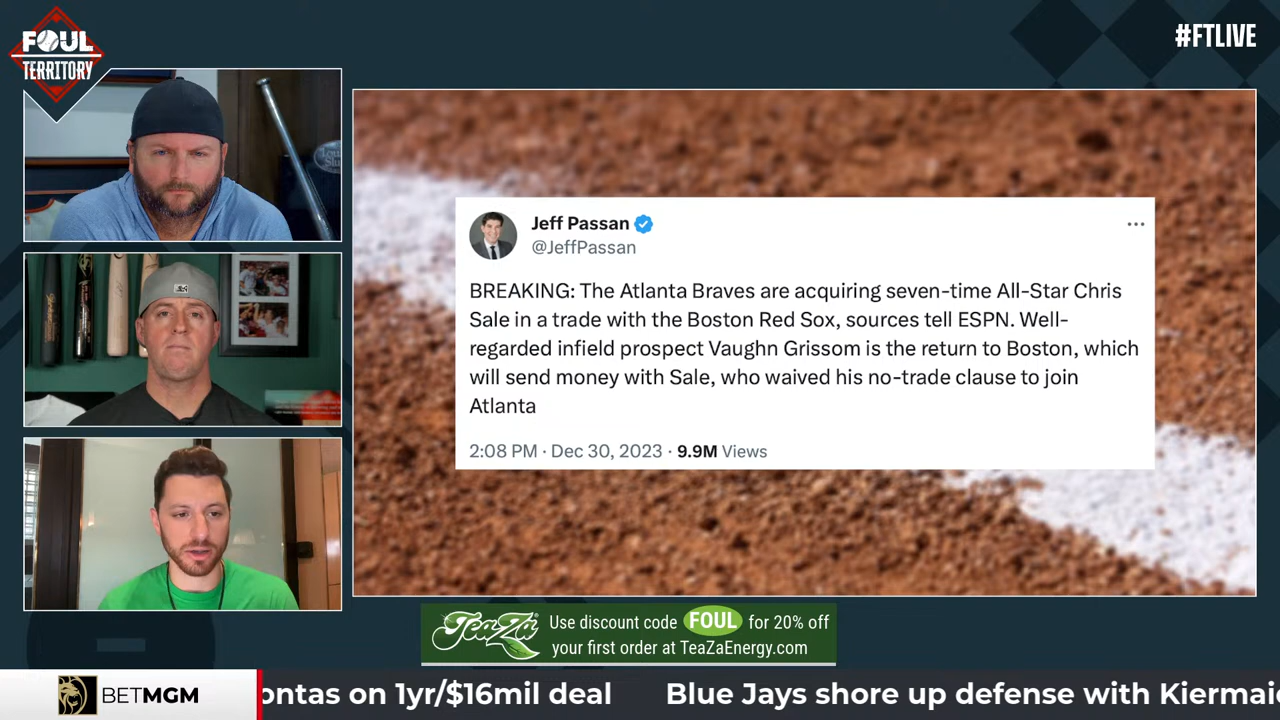 FOUL
TERRITORY
#FTLIVE
Jeff Passan
@JeffPassan
BREAKING: The Atlanta Braves are acquiring seven-time All-Star Chris
Sale in a trade with the Boston Red Sox, sources tell ESPN. Well-
regarded infield prospect Vaughn Grissom is the return to Boston, which
will send money with Sale, who waived his no-trade clause to join
Atlanta
2:08 PM · Dec 30, 2023 · 9.9M Views
TeaZa
Use discount code FOUL for 20% off
your first order at TeaZaEnergy.com
BETMGM
ontas on 1yr/$16mil deal Blue Jays shore up defense with Kiermaie